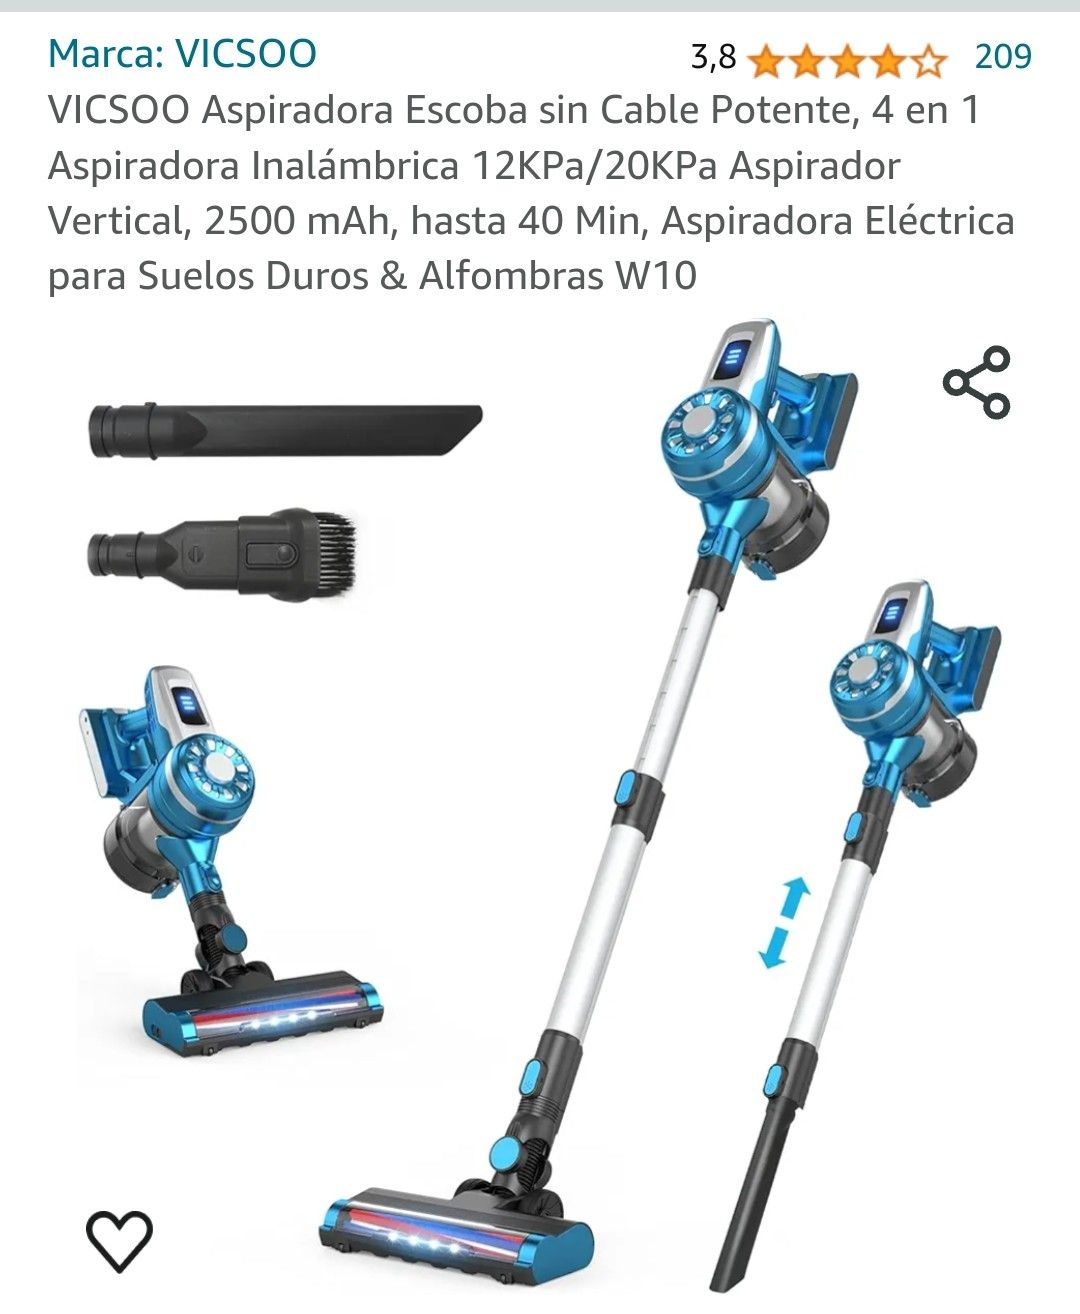 Marca: VICSOO
3,8
209
VICSOO Aspiradora Escoba sin Cable Potente, 4 en 1
Aspiradora Inalámbrica 12KPa/20KPa Aspirador
Vertical, 2500 mAh, hasta 40 Min, Aspiradora Eléctrica
para Suelos Duros & Alfombras W10